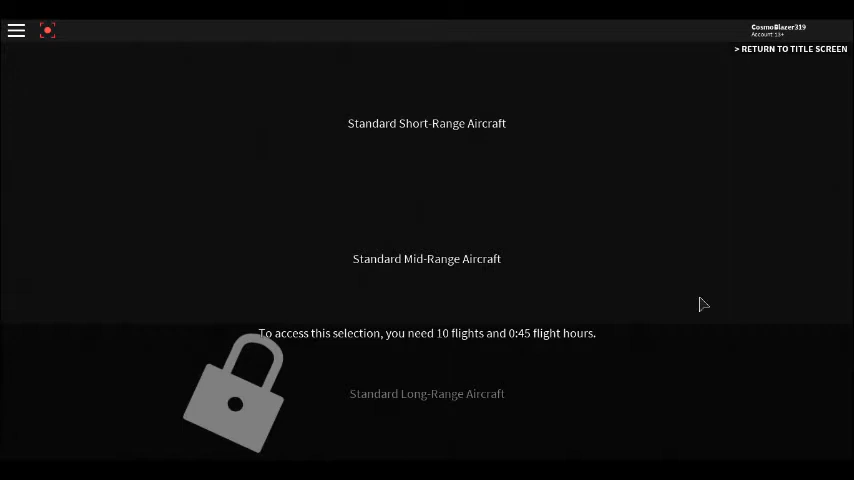 CosmoBlazer319
Account: 13+
> RETURN TO TITLE SCREEN
Standard Short-Range Aircraft
Standard Mid-Range Aircraft
To access this selection, you need 10 flights and 0:45 flight hours.
Standard Long-Range Aircraft